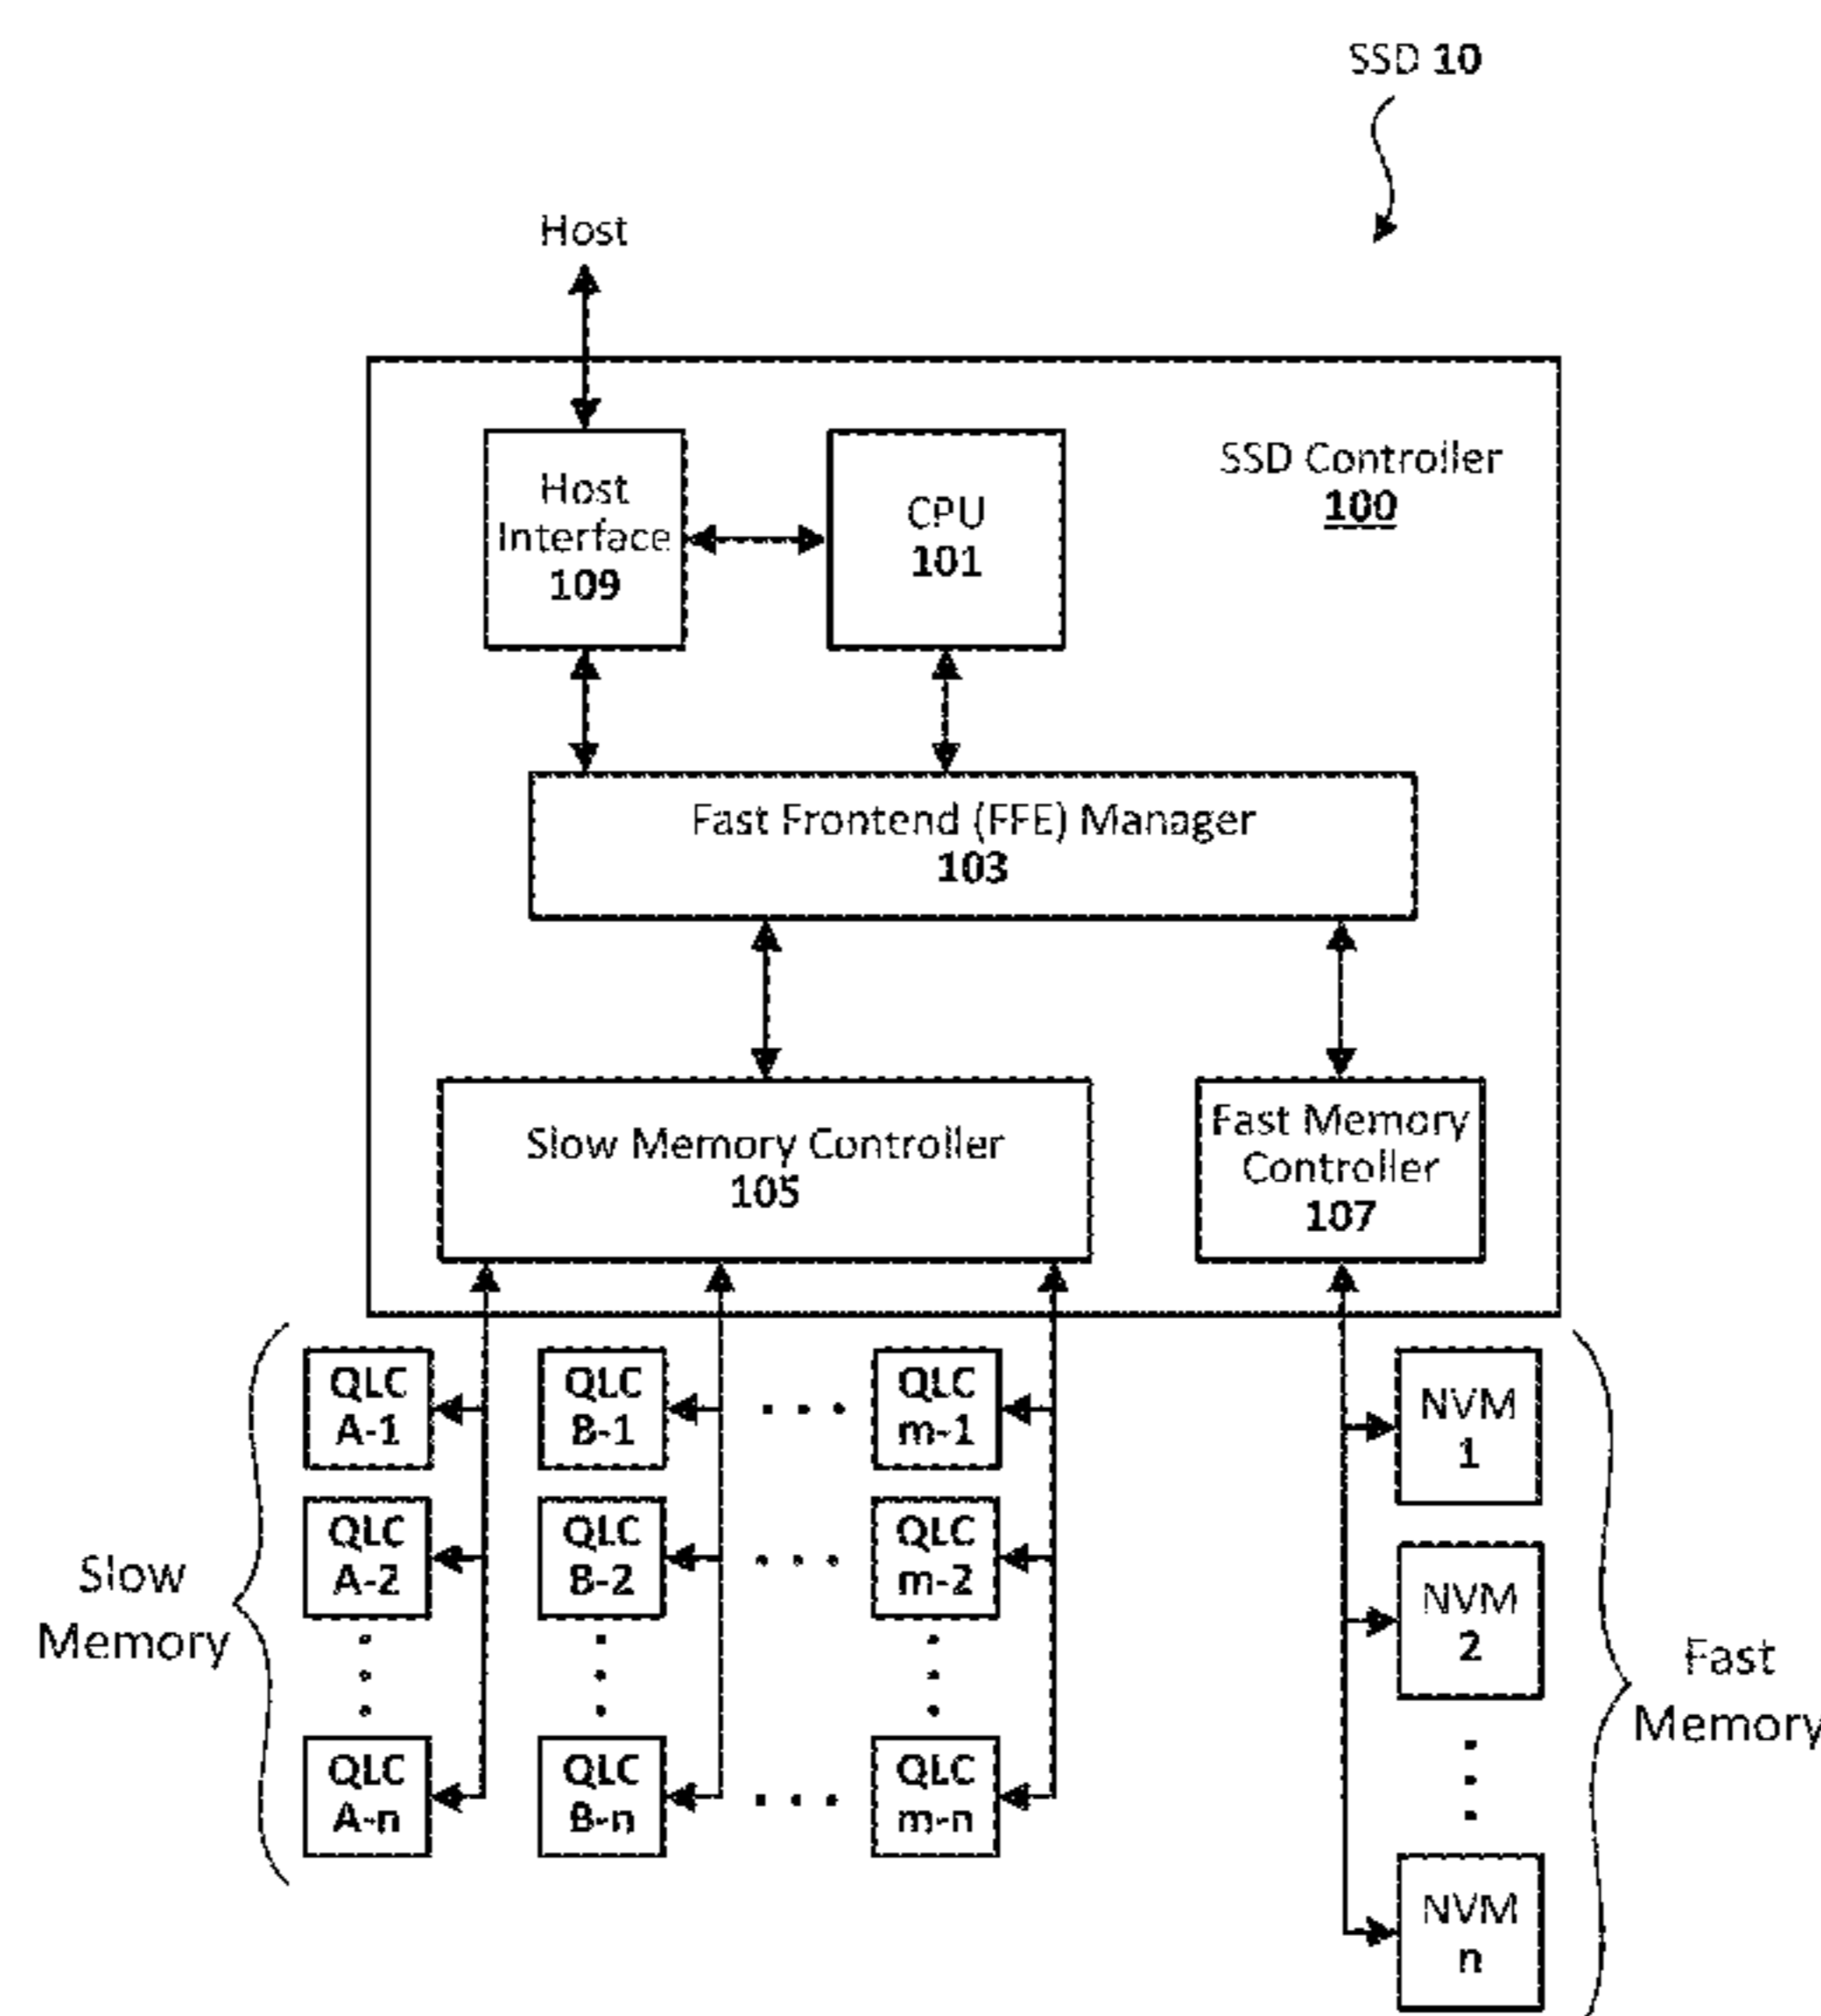 SSD 10
Host
SSD Controller
100
Host
Interface
109
CPU
101
Fast Frontend (FFE) Manager
103
Slow Memory Controller
105
Fast Memory
Controller
107
QLC
A-1
QLC
B-1
• • •
QLC
m-1
NVM
1
QLC
A-2
QLC
B-2
• • •
QLC
m-2
NVM
2
Slow
Memory
Fast
Memory
QLC
A-n
QLC
B-n
• • •
QLC
m-n
NVM
n